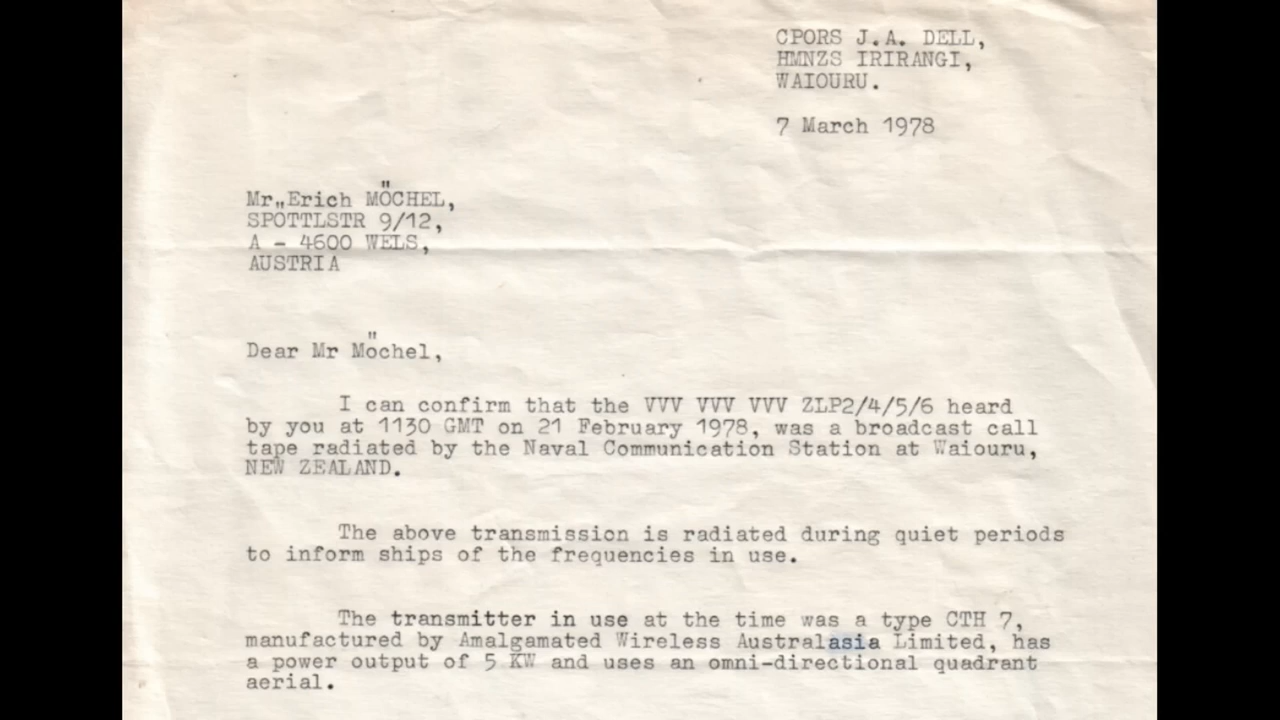 CPORS J.A. DELL,
HMNZS IRIRANGI,
WAIOURU.
7 March 1978
Mr„Erich MÖCHEL,
SPOTTLSTR 9/12,
A - 4600 WELS,
AUSTRIA
Dear Mr Möchel,
I can confirm that the VVV VVV VVV ZLP2/4/5/6 heard
by you at 1130 GMT on 21 February 1978, was a broadcast call
tape radiated by the Naval Communication Station at Waiouru,
NEW ZEALAND.
The above transmission is radiated during quiet periods
to inform ships of the frequencies in use.
The transmitter in use at the time was a type CTH 7,
manufactured by Amalgamated Wireless Australasia Limited, has
a power output of 5 KW and uses an omni-directional quadrant
aerial.